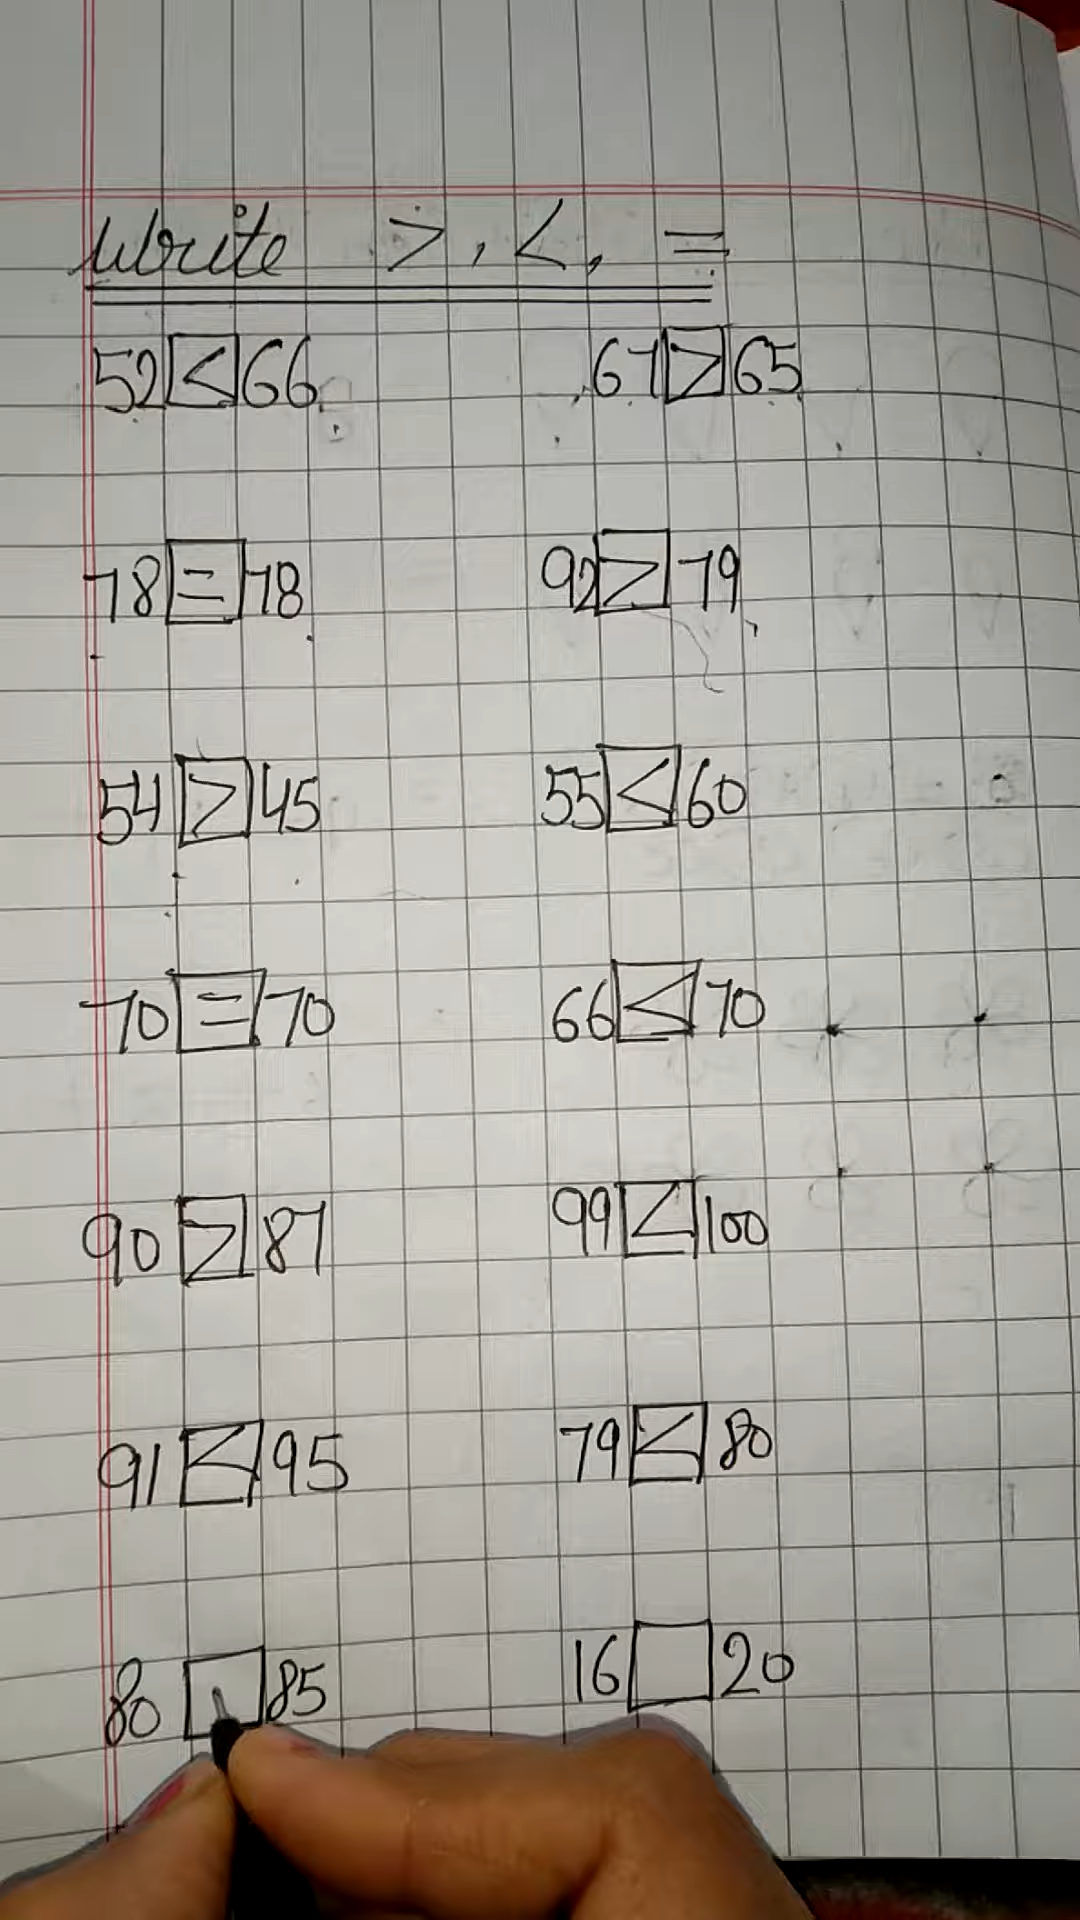 Write >, <, =
52 < 66 67 > 65
78 = 78 92 > 79
54 > 45 55 < 60
70 = 70 66 < 70
90 > 87 99 < 100
91 < 95 79 < 80
80 85 16 20